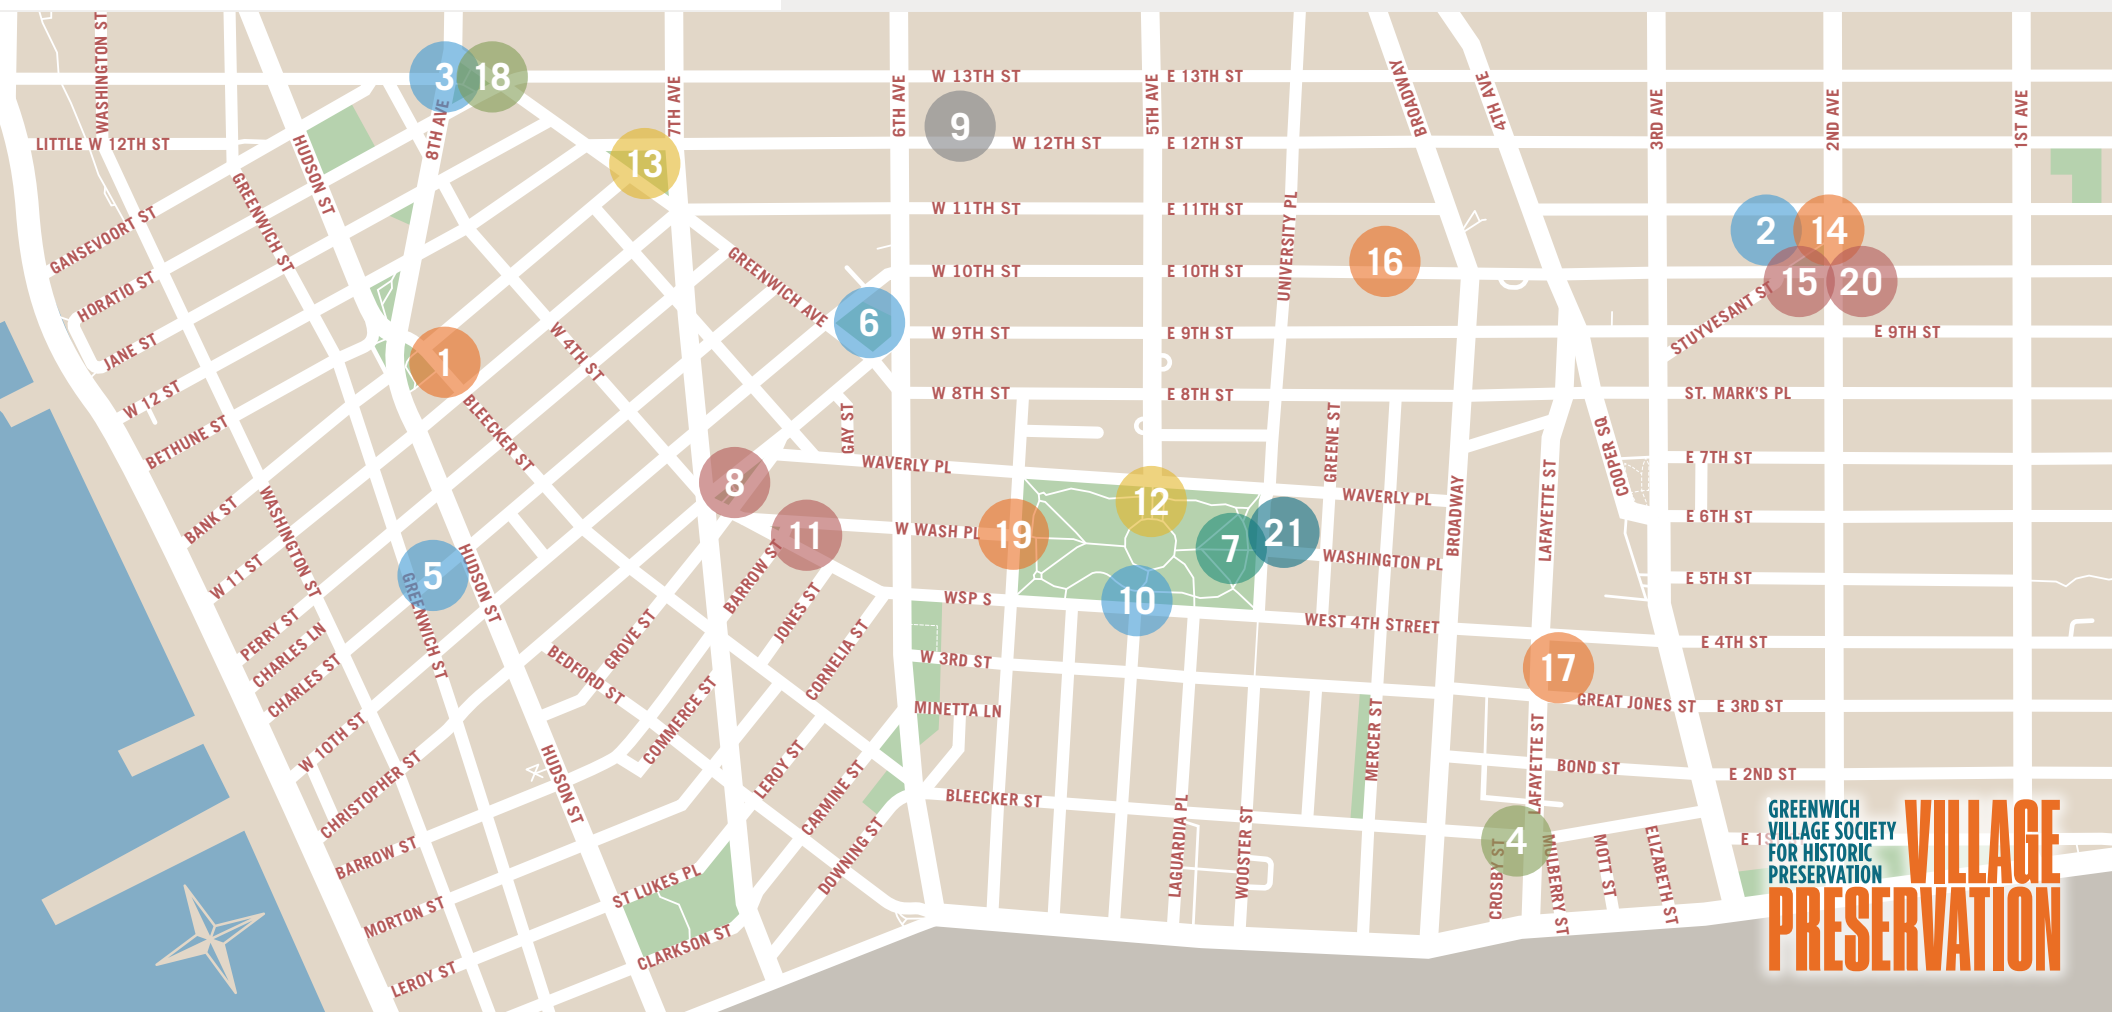 WASHINGTON ST
3
18
W 13TH ST
E 13TH ST
8TH AVE
7TH AVE
6TH AVE
5TH AVE
BROADWAY
4TH AVE
3RD AVE
2ND AVE
1ST AVE
9
LITTLE W 12TH ST
W 12TH ST
E 12TH ST
13
HUDSON ST
GREENWICH ST
W 11TH ST
E 11TH ST
UNIVERSITY PL
2
14
GANSEVOORT ST
GREENWICH AVE
W 10TH ST
E 10TH ST
16
15
20
HORATIO ST
6
STUYVESANT ST
W 9TH ST
E 9TH ST
E 9TH ST
JANE ST
1
W 4TH ST
W 12 ST
W 8TH ST
E 8TH ST
ST. MARK'S PL
BLEECKER ST
GAY ST
GREENE ST
COOPER SQ
BETHUNE ST
WAVERLY PL
E 7TH ST
8
WAVERLY PL
BROADWAY
LAFAYETTE ST
BANK ST
WASHINGTON ST
12
E 6TH ST
11
W WASH PL
19
7
21
WASHINGTON PL
W 11 ST
5
GREENWICH ST
HUDSON ST
BARROW ST
E 5TH ST
10
WSP S
JONES ST
WEST 4TH STREET
PERRY ST
CHARLES LN
CHARLES ST
GROVE ST
BEDFORD ST
CORNELIA ST
W 3RD ST
E 4TH ST
17
COMMERCE ST
MINETTA LN
GREAT JONES ST
E 3RD ST
W 10TH ST
MERCER ST
LAFAYETTE ST
CHRISTOPHER ST
HUDSON ST
LEROY ST
CARMINE ST
BLEECKER ST
BOND ST
E 2ND ST
LAGUARDIA PL
WOOSTER ST
4
CROSBY ST
MULBERRY ST
MOTT ST
ELIZABETH ST
E 1S
BARROW ST
DOWNING ST
ST LUKES PL
MORTON ST
CLARKSON ST
LEROY ST
GREENWICH
VILLAGE SOCIETY
FOR HISTORIC
PRESERVATION
VILLAGE
PRESERVATION